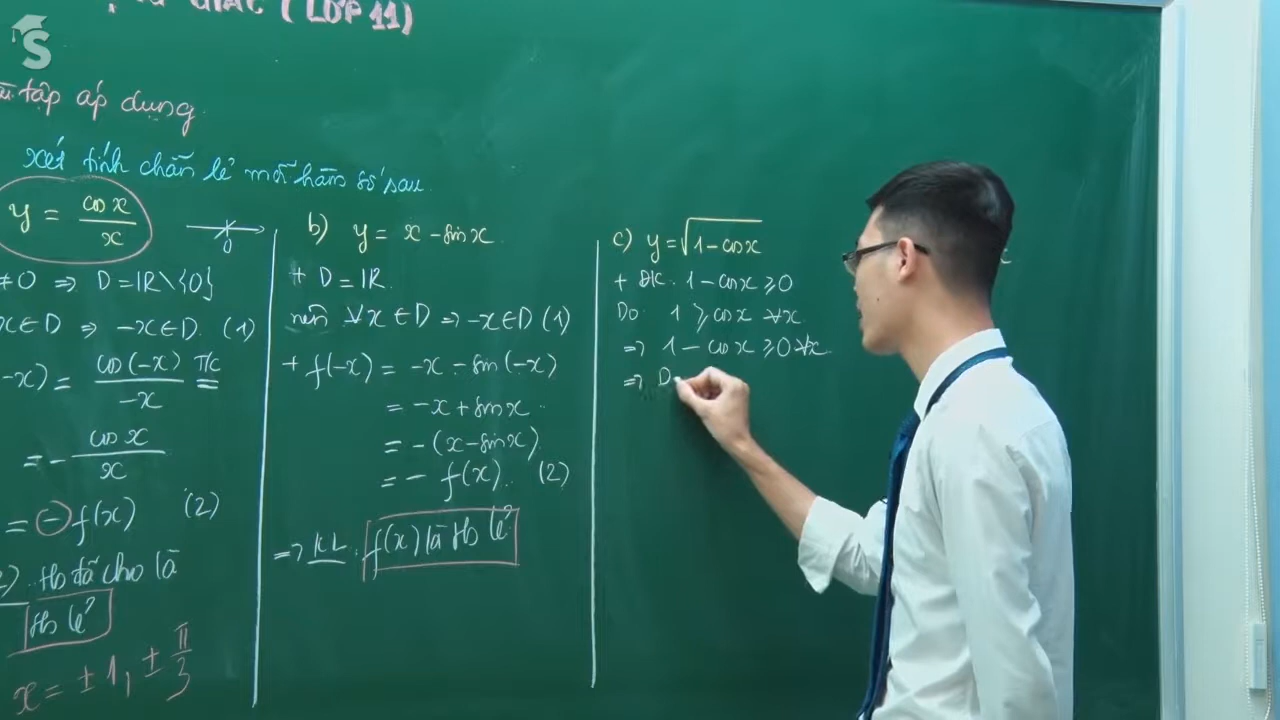 GIÁC (LỚP 11)
tập áp dụng
xét tính chẵn lẻ mỗi hàm số sau
y = cos x / x
≠ 0 => D = IR \ {0}
x ∈ D => -x ∈ D. (1)
-x) = cos(-x) / -x T/c =
= - cos x / x
= - f(x) (2)
) . Hs đã cho là
Hs lẻ
x = ± 1, ± π/3
b) y = x - sin x
+ D = IR.
nên ∀x ∈ D => -x ∈ D (1)
+ f(-x) = -x - sin(-x)
= -x + sin x
= - (x - sin x)
= - f(x). (2)
=> KL : f(x) là Hs lẻ
c) y = √(1 - cos x)
+ ĐK. 1 - cos x ⩾ 0
Do 1 ⩾ cos x ∀x
=> 1 - cos x ⩾ 0 ∀x.
=> D
S